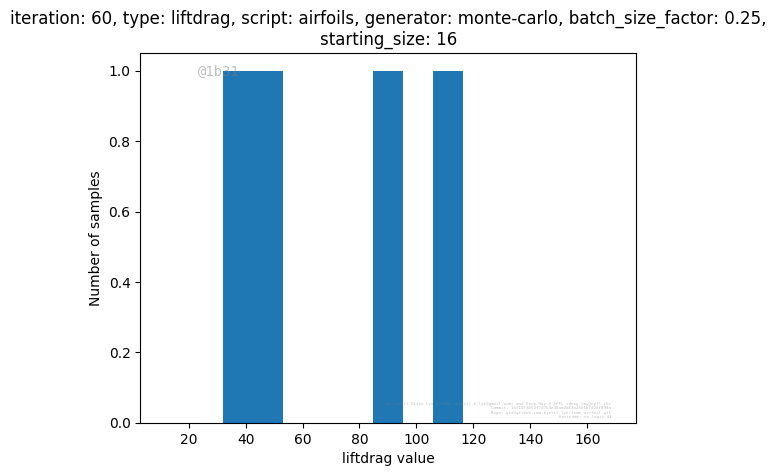 iteration: 60, type: liftdrag, script: airfoils, generator: monte-carlo, batch_size_factor: 0.25,
starting_size: 16
@1b31
1.0
0.8
0.6
0.4
0.2
0.0
Number of samples
20 40 60 80 100 120 140 160
liftdrag value